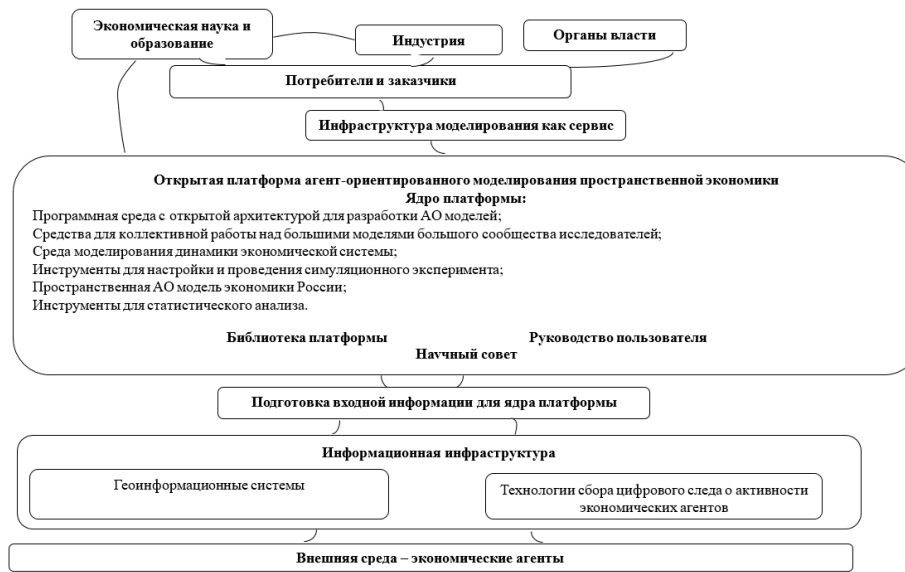 Экономическая наука и
образование
Индустрия
Органы власти
Потребители и заказчики
Инфраструктура моделирования как сервис
Открытая платформа агент-ориентированного моделирования пространственной экономики
Ядро платформы:
Программная среда с открытой архитектурой для разработки АО моделей;
Средства для коллективной работы над большими моделями большого сообщества исследователей;
Среда моделирования динамики экономической системы;
Инструменты для настройки и проведения симуляционного эксперимента;
Пространственная АО модель экономики России;
Инструменты для статистического анализа.
Библиотека платформы Руководство пользователя
Научный совет
Подготовка входной информации для ядра платформы
Информационная инфраструктура
Геоинформационные системы
Технологии сбора цифрового следа о активности
экономических агентов
Внешняя среда – экономические агенты